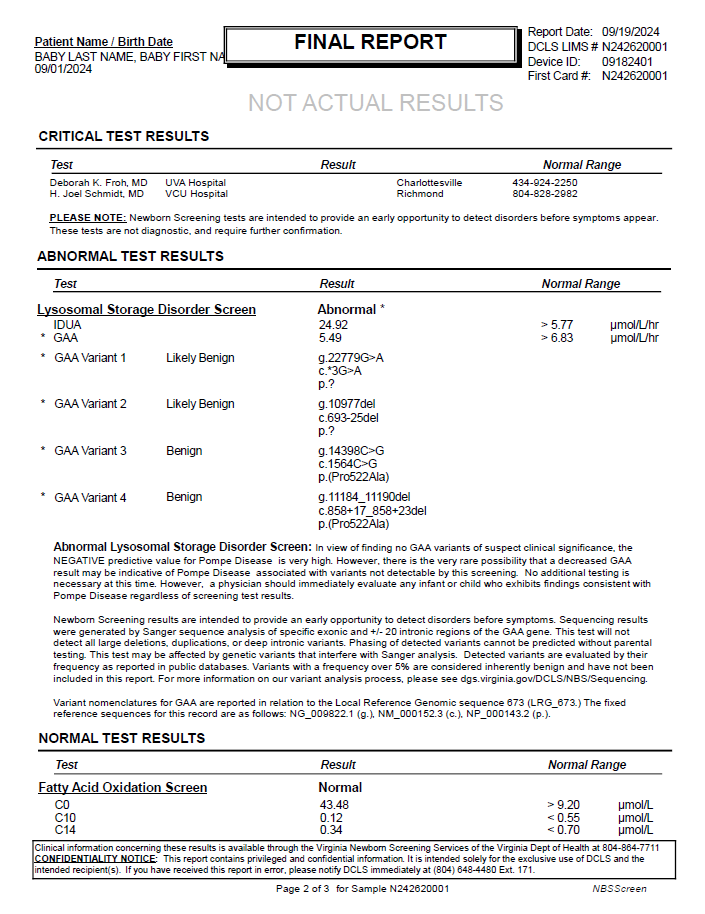 Patient Name / Birth Date
BABY LAST NAME, BABY FIRST NA
09/01/2024
FINAL REPORT
Report Date: 09/19/2024
DCLS LIMS # N242620001
Device ID: 09182401
First Card #: N242620001
NOT ACTUAL RESULTS
CRITICAL TEST RESULTS
Test Result Normal Range
Deborah K. Froh, MD UVA Hospital Charlottesville 434-924-2250
H. Joel Schmidt, MD VCU Hospital Richmond 804-828-2982
PLEASE NOTE: Newborn Screening tests are intended to provide an early opportunity to detect disorders before symptoms appear.
These tests are not diagnostic, and require further confirmation.
ABNORMAL TEST RESULTS
Test Result Normal Range
Lysosomal Storage Disorder Screen Abnormal *
IDUA 24.92 > 5.77 µmol/L/hr
* GAA 5.49 > 6.83 µmol/L/hr
* GAA Variant 1 Likely Benign g.22779G>A
c.*3G>A
p.?
* GAA Variant 2 Likely Benign g.10977del
c.693-25del
p.?
* GAA Variant 3 Benign g.14398C>G
c.1564C>G
p.(Pro522Ala)
* GAA Variant 4 Benign g.11184_11190del
c.858+17_858+23del
p.(Pro522Ala)
Abnormal Lysosomal Storage Disorder Screen: In view of finding no GAA variants of suspect clinical significance, the
NEGATIVE predictive value for Pompe Disease is very high. However, there is the very rare possibility that a decreased GAA
result may be indicative of Pompe Disease associated with variants not detectable by this screening. No additional testing is
necessary at this time. However, a physician should immediately evaluate any infant or child who exhibits findings consistent with
Pompe Disease regardless of screening test results.
Newborn Screening results are intended to provide an early opportunity to detect disorders before symptoms. Sequencing results
were generated by Sanger sequence analysis of specific exonic and +/- 20 intronic regions of the GAA gene. This test will not
detect all large deletions, duplications, or deep intronic variants. Phasing of detected variants cannot be predicted without parental
testing. This test may be affected by genetic variants that interfere with Sanger analysis. Detected variants are evaluated by their
frequency as reported in public databases. Variants with a frequency over 5% are considered inherently benign and have not been
included in this report. For more information on our variant analysis process, please see dgs.virginia.gov/DCLS/NBS/Sequencing.
Variant nomenclatures for GAA are reported in relation to the Local Reference Genomic sequence 673 (LRG_673.) The fixed
reference sequences for this record are as follows: NG_009822.1 (g.), NM_000152.3 (c.), NP_000143.2 (p.).
NORMAL TEST RESULTS
Test Result Normal Range
Fatty Acid Oxidation Screen Normal
C0 43.48 > 9.20 µmol/L
C10 0.12 < 0.55 µmol/L
C14 0.34 < 0.70 µmol/L
Clinical information concerning these results is available through the Virginia Newborn Screening Services of the Virginia Dept of Health at 804-864-7711
CONFIDENTIALITY NOTICE: This report contains privileged and confidential information. It is intended solely for the exclusive use of DCLS and the
intended recipient(s). If you have received this report in error, please notify DCLS immediately at (804) 648-4480 Ext. 171.
Page 2 of 3 for Sample N242620001 NBSScreen